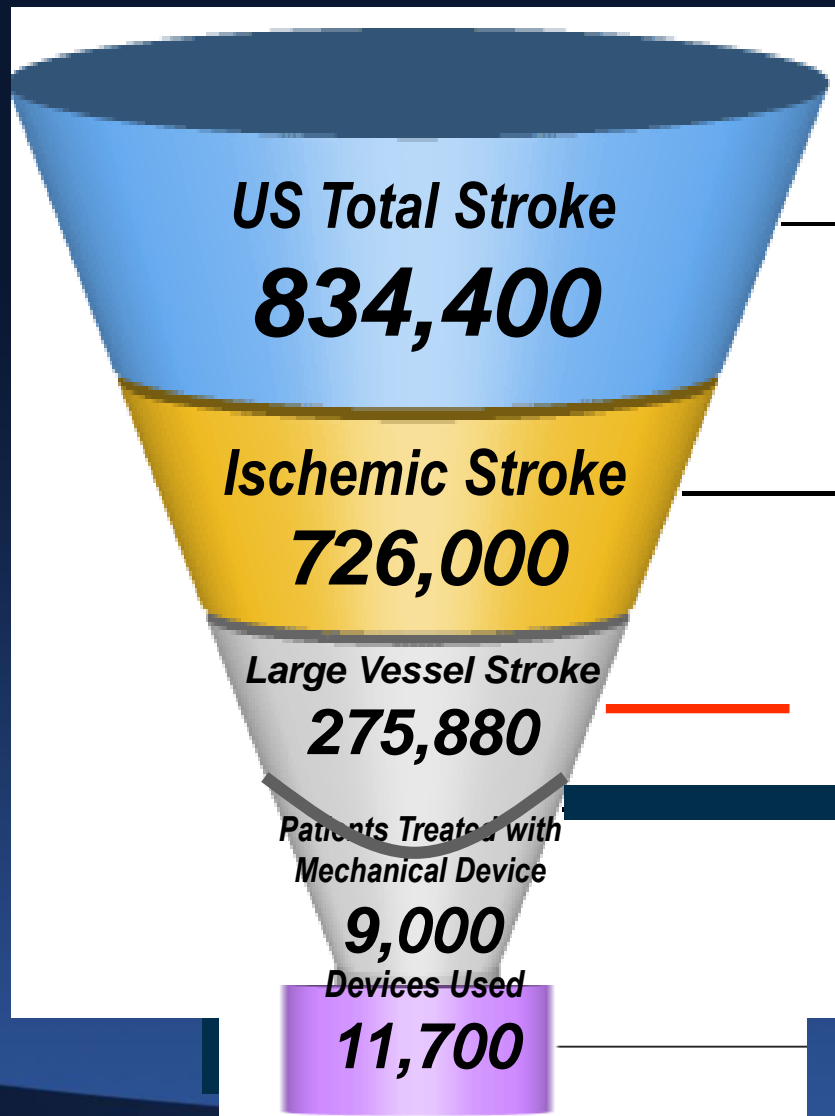 US Total Stroke
834,400
Ischemic Stroke
726,000
Large Vessel Stroke
275,880
Patients Treated with
Mechanical Device
9,000
Devices Used
11,700